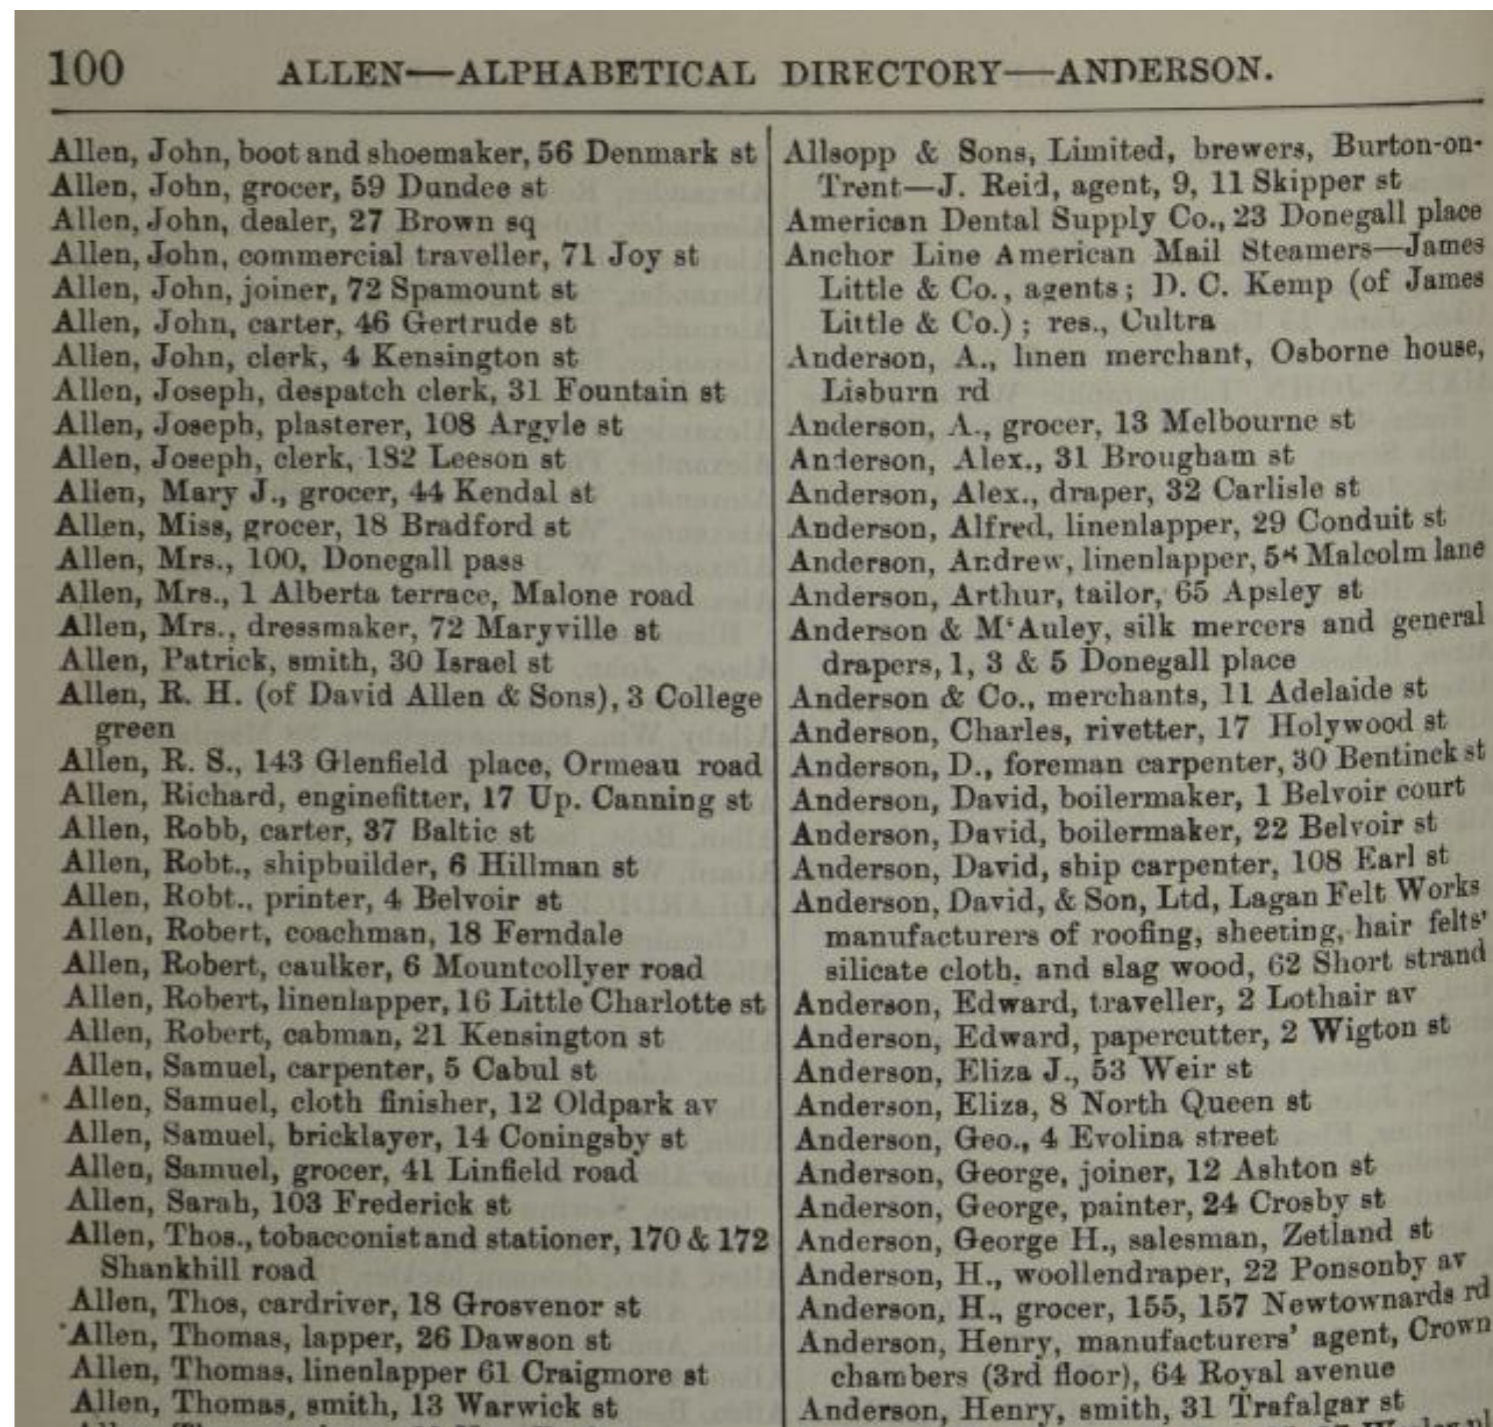 100 ALLEN—ALPHABETICAL DIRECTORY—ANDERSON.
Allen, John, boot and shoemaker, 56 Denmark st
Allen, John, grocer, 59 Dundee st
Allen, John, dealer, 27 Brown sq
Allen, John, commercial traveller, 71 Joy st
Allen, John, joiner, 72 Spamount st
Allen, John, carter, 46 Gertrude st
Allen, John, clerk, 4 Kensington st
Allen, Joseph, despatch clerk, 31 Fountain st
Allen, Joseph, plasterer, 108 Argyle st
Allen, Joseph, clerk, 182 Leeson st
Allen, Mary J., grocer, 44 Kendal st
Allen, Miss, grocer, 18 Bradford st
Allen, Mrs., 100, Donegall pass
Allen, Mrs., 1 Alberta terrace, Malone road
Allen, Mrs., dressmaker, 72 Maryville st
Allen, Patrick, smith, 30 Israel st
Allen, R. H. (of David Allen & Sons), 3 College
green
Allen, R. S., 143 Glenfield place, Ormeau road
Allen, Richard, enginefitter, 17 Up. Canning st
Allen, Robb, carter, 37 Baltic st
Allen, Robt., shipbuilder, 6 Hillman st
Allen, Robt., printer, 4 Belvoir st
Allen, Robert, coachman, 18 Ferndale
Allen, Robert, caulker, 6 Mountcollyer road
Allen, Robert, linenlapper, 16 Little Charlotte st
Allen, Robert, cabman, 21 Kensington st
Allen, Samuel, carpenter, 5 Cabul st
Allen, Samuel, cloth finisher, 12 Oldpark av
Allen, Samuel, bricklayer, 14 Coningsby st
Allen, Samuel, grocer, 41 Linfield road
Allen, Sarah, 103 Frederick st
Allen, Thos., tobacconist and stationer, 170 & 172
Shankhill road
Allen, Thos, cardriver, 18 Grosvenor st
Allen, Thomas, lapper, 26 Dawson st
Allen, Thomas, linenlapper 61 Craigmore st
Allen, Thomas, smith, 13 Warwick st
Allsopp & Sons, Limited, brewers, Burton-on-
Trent—J. Reid, agent, 9, 11 Skipper st
American Dental Supply Co., 23 Donegall place
Anchor Line American Mail Steamers—James
Little & Co., agents; D. C. Kemp (of James
Little & Co.); res., Cultra
Anderson, A., linen merchant, Osborne house,
Lisburn rd
Anderson, A., grocer, 13 Melbourne st
Anderson, Alex., 31 Brougham st
Anderson, Alex., draper, 32 Carlisle st
Anderson, Alfred, linenlapper, 29 Conduit st
Anderson, Andrew, linenlapper, Malcolm lane
Anderson, Arthur, tailor, 65 Apsley st
Anderson & M‘Auley, silk mercers and general
drapers, 1, 3 & 5 Donegall place
Anderson & Co., merchants, 11 Adelaide st
Anderson, Charles, rivetter, 17 Holywood st
Anderson, D., foreman carpenter, 30 Bentinck st
Anderson, David, boilermaker, 1 Belvoir court
Anderson, David, boilermaker, 22 Belvoir st
Anderson, David, ship carpenter, 108 Earl st
Anderson, David, & Son, Ltd, Lagan Felt Works
manufacturers of roofing, sheeting, hair felts'
silicate cloth, and slag wood, 62 Short strand
Anderson, Edward, traveller, 2 Lothair av
Anderson, Edward, papercutter, 2 Wigton st
Anderson, Eliza J., 53 Weir st
Anderson, Eliza, 8 North Queen st
Anderson, Geo., 4 Evolina street
Anderson, George, joiner, 12 Ashton st
Anderson, George, painter, 24 Crosby st
Anderson, George H., salesman, Zetland st
Anderson, H., woollendraper, 22 Ponsonby av
Anderson, H., grocer, 155, 157 Newtownards rd
Anderson, Henry, manufacturers' agent, Crown
chambers (3rd floor), 64 Royal avenue
Anderson, Henry, smith, 31 Trafalgar st